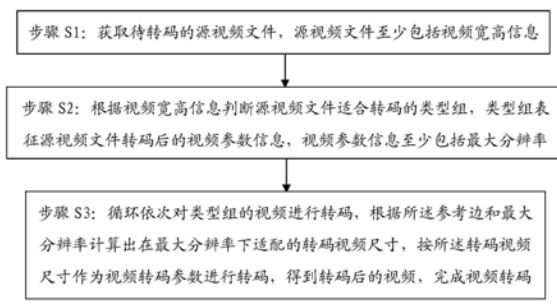 步骤S1：获取待转码的源视频文件，源视频文件至少包括视频宽高信息
步骤S2：根据视频宽高信息判断源视频文件适合转码的类型组，类型组表
征源视频文件转码后的视频参数信息，视频参数信息至少包括最大分辨率
步骤S3：循环依次对类型组的视频进行转码，根据所述参考边和最大
分辨率计算出在最大分辨率下适配的转码视频尺寸，按所述转码视频
尺寸作为视频转码参数进行转码，得到转码后的视频，完成视频转码